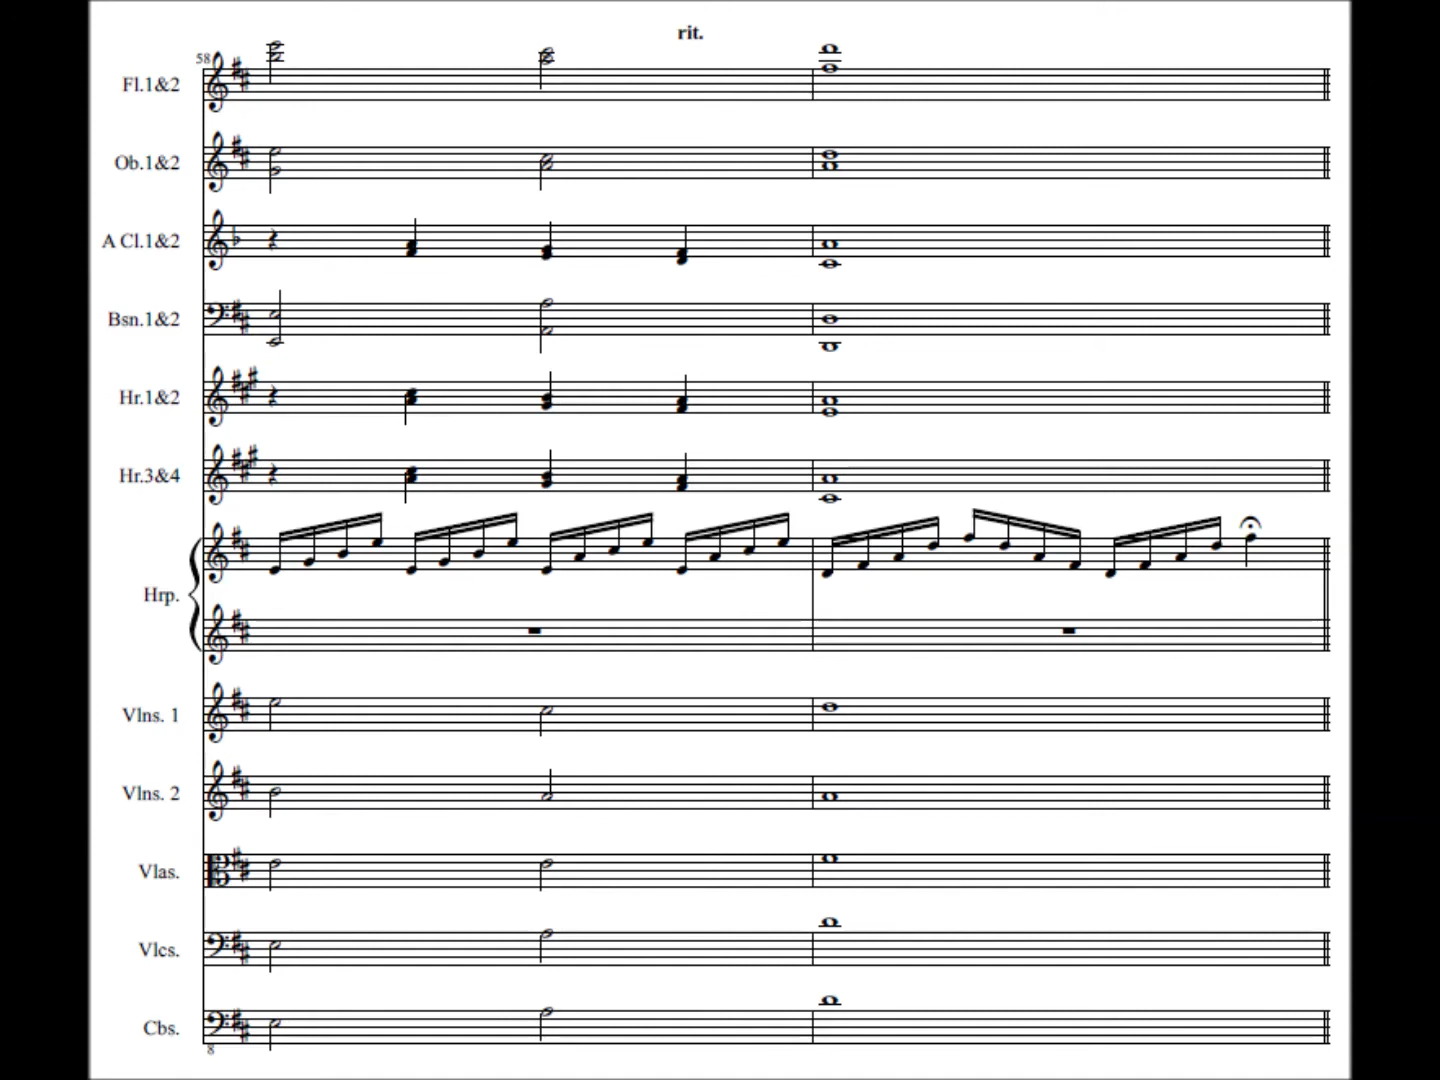 rit.
58
Fl.1&2
Ob.1&2
A Cl.1&2
Bsn.1&2
Hr.1&2
Hr.3&4
Hrp.
Vlns. 1
Vlns. 2
Vlas.
Vlcs.
Cbs.
8